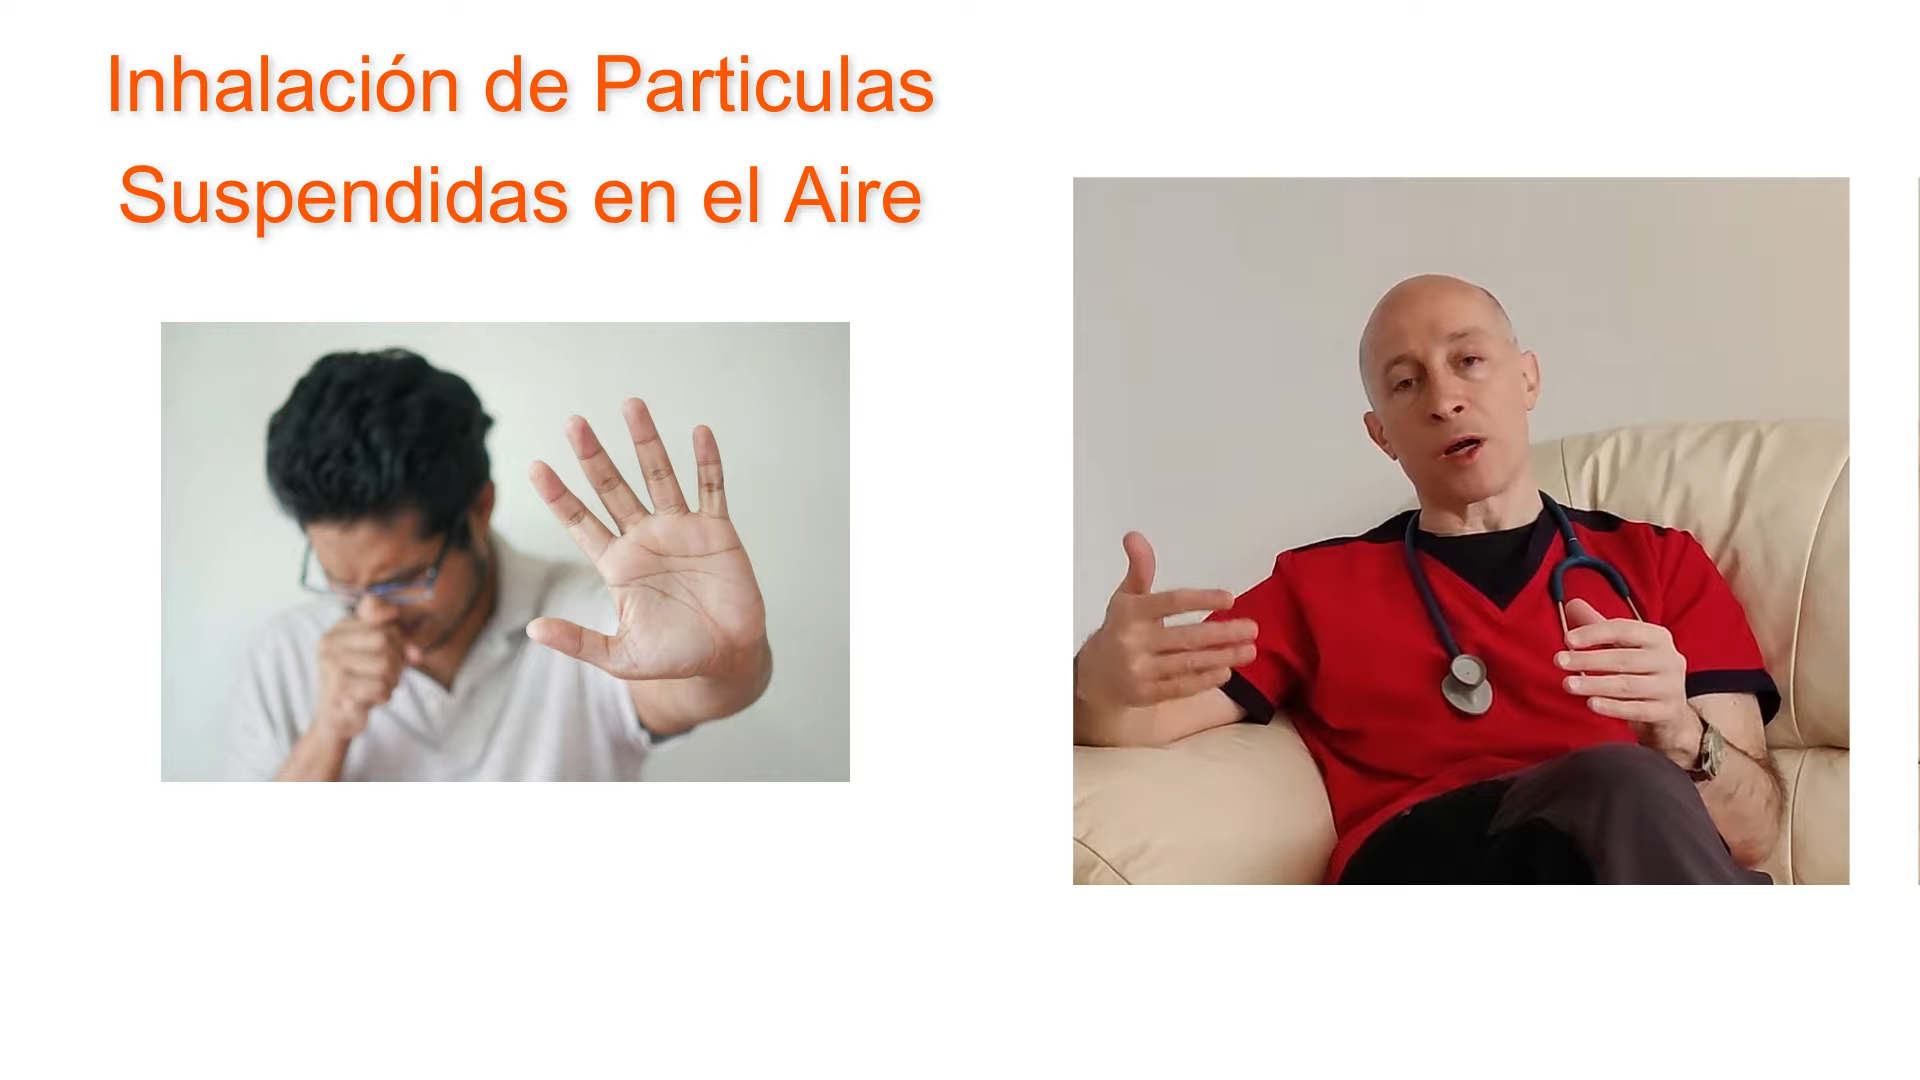 Inhalación de Particulas
Suspendidas en el Aire